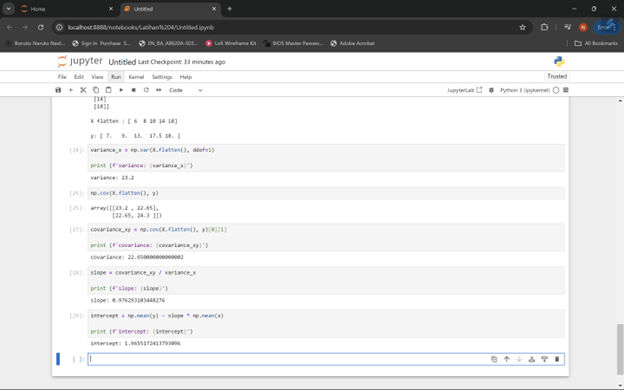 Home
Untitled
localhost:8888/notebooks/Latihan%204/Untitled.ipynb
Boruto: Naruto Next...
Sign in
Purchase: S...
EN_B4_AB620A-S01...
LoR Wireframe Kit
BIOS Master Passwo...
Adobe Acrobat
All Bookmarks
jupyter Untitled Last Checkpoint: 33 minutes ago
File Edit View Run Kernel Settings Help
Trusted
Code
JupyterLab
Python 3 (ipykernel)
[14]
[18]]
X flatten : [ 6 8 10 14 18]
y: [ 7. 9. 13. 17.5 18. ]
[24]: variance_x = np.var(X.flatten(), ddof=1)
print (f'variance: {variance_x}')
variance: 23.2
[25]: np.cov(X.flatten(), y)
[25]: array([[23.2 , 22.65],
[22.65, 24.3 ]])
[27]: covariance_xy = np.cov(X.flatten(), y)[0][1]
print (f'covariance: {covariance_xy}')
covariance: 22.650000000000002
[28]: slope = covariance_xy / variance_x
print (f'slope: {slope}')
slope: 0.976293103448276
[29]: intercept = np.mean(y) - slope * np.mean(x)
print (f'intercept: {intercept}')
intercept: 1.9655172413793096
[ ]: